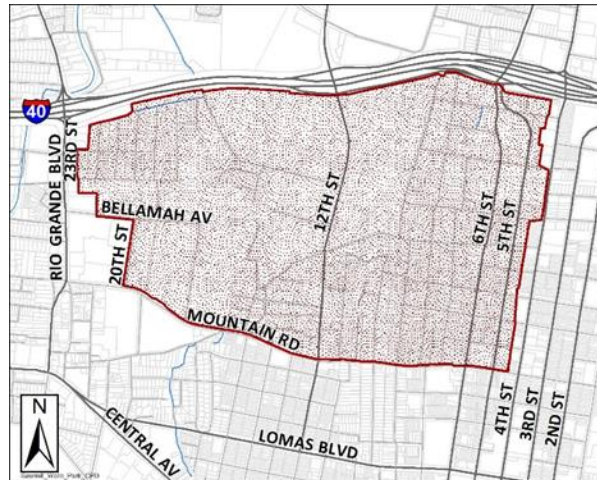 40
RIO GRANDE BLVD
23RD ST
BELLAMAH AV
20TH ST
12TH ST
6TH ST
5TH ST
MOUNTAIN RD
4TH ST
3RD ST
2ND ST
N
CENTRAL AV
LOMAS BLVD